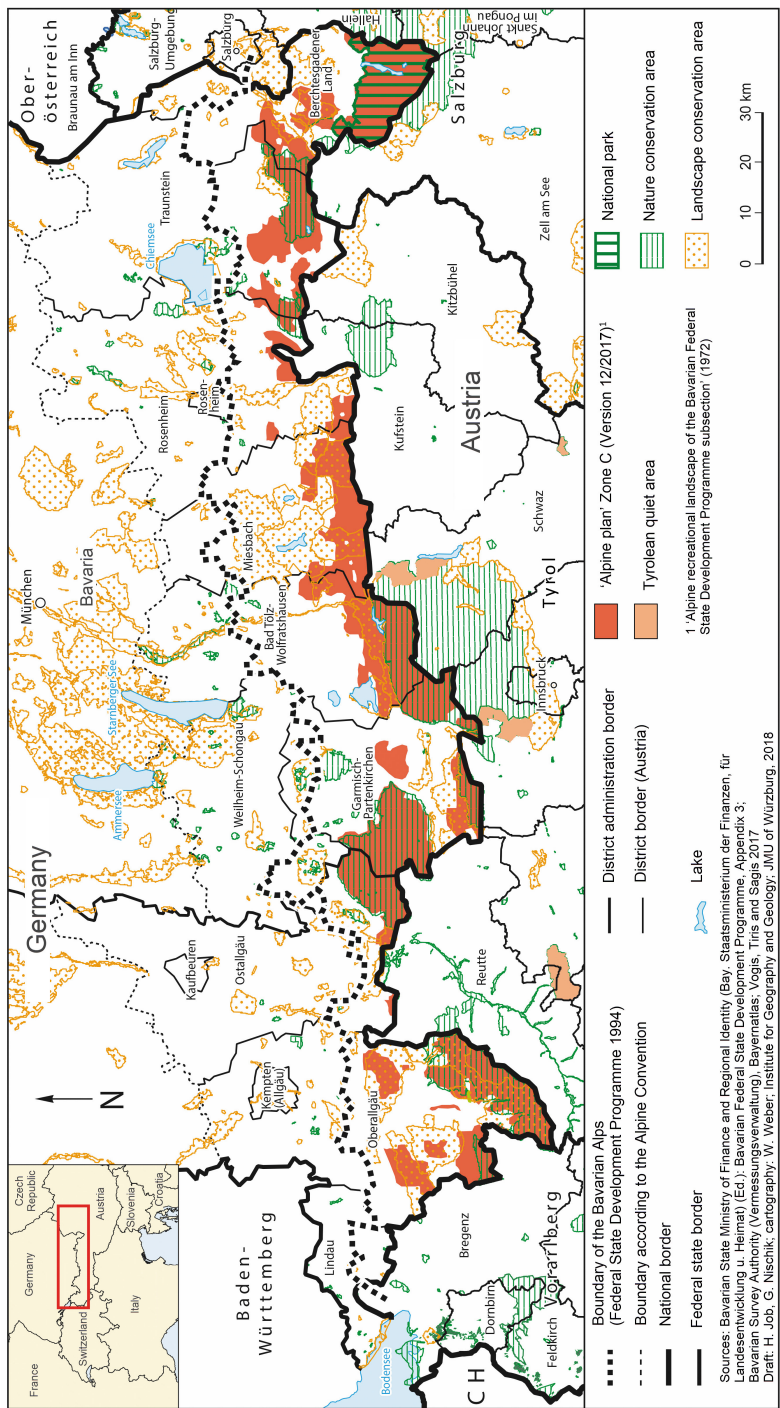 France
Germany
Czech
Republic
Switzerland
Austria
Slovenia
Croatia
Italy
N
Germany
Bavaria
München
Ober-
österreich
Braunau am Inn
Salzburg-
Umgebung
Salzburg
Hallein
Sankt Johann
im Pongau
Salzburg
Berchtesgadener
Land
Traunstein
Chiemsee
Rosenheim
Rosen-
heim
Miesbach
Bad Tölz-
Wolfratshausen
Starnberger See
Ammersee
Weilheim-Schongau
Garmisch-
Partenkirchen
Kaufbeuren
Ostallgäu
Kempten
(Allgäu)
Oberallgäu
Baden-
Württemberg
Lindau
Bodensee
Bregenz
Dornbirn
Feldkirch
Vorarlberg
C H
Reutte
Innsbruck
Tyrol
Schwaz
Kufstein
Austria
Kitzbühel
Zell am See
Boundary of the Bavarian Alps
(Federal State Development Programme 1994)
Boundary according to the Alpine Convention
National border
Federal state border
District administration border
District border (Austria)
Lake
'Alpine plan' Zone C (Version 12/2017)¹
Tyrolean quiet area
1 'Alpine recreational landscape of the Bavarian Federal
State Development Programme subsection' (1972)
National park
Nature conservation area
Landscape conservation area
0 10 20 30 km
Sources: Bavarian State Ministry of Finance and Regional Identity (Bay. Staatsministerium der Finanzen, für
Landesentwicklung u. Heimat) (Ed.): Bavarian Federal State Development Programme, Appendix 3;
Bavarian Survey Authority (Vermessungsverwaltung), Bayernatlas; Vogis, Tiris and Sagis 2017
Draft: H. Job, G. Nischik; cartography: W. Weber; Institute for Geography and Geology, JMU of Würzburg, 2018